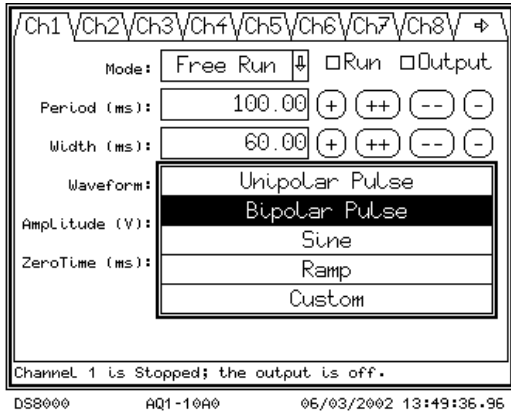 Ch1 Ch2 Ch3 Ch4 Ch5 Ch6 Ch7 Ch8
Mode: Free Run Run Output
Period (ms): 100.00 + ++ -- -
Width (ms): 60.00 + ++ -- -
Waveform: Unipolar Pulse
Bipolar Pulse
Amplitude (V):
Sine
ZeroTime (ms): Ramp
Custom
Channel 1 is Stopped; the output is off.
DS8000 AQ1-10A0 06/03/2002 13:49:36.96